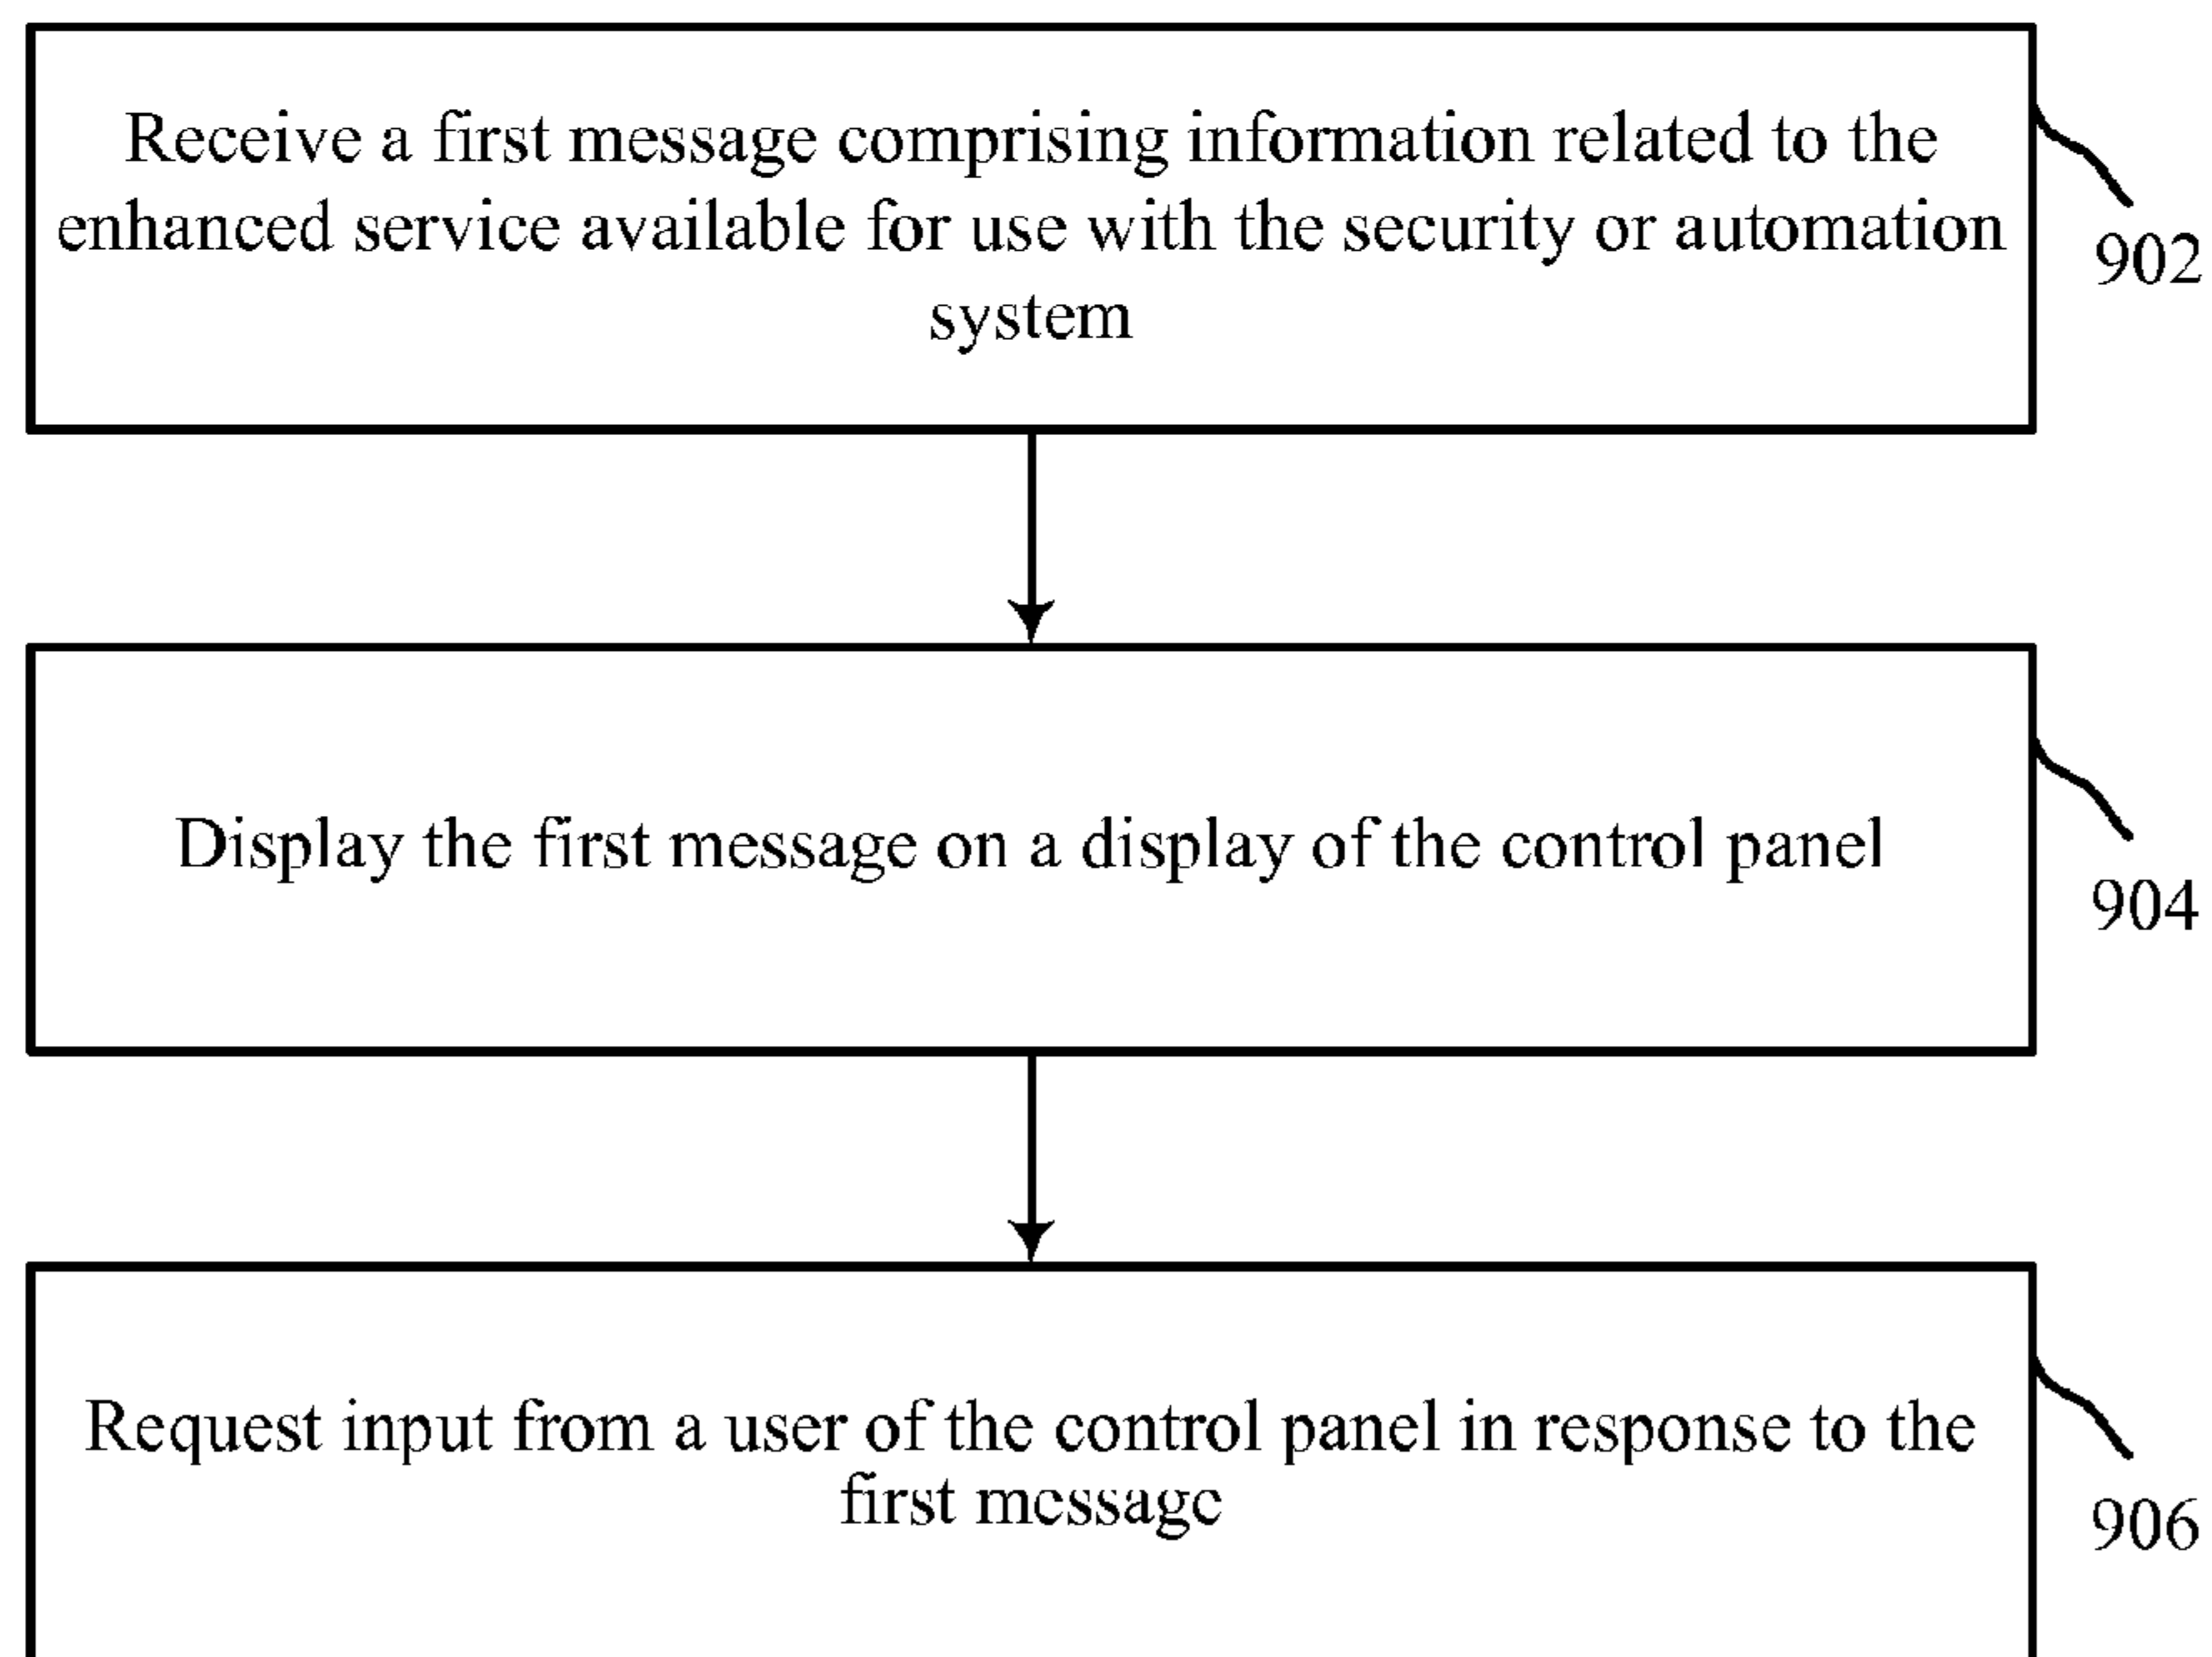 Receive a first message comprising information related to the
enhanced service available for use with the security or automation
system
902
Display the first message on a display of the control panel
904
Request input from a user of the control panel in response to the
first message
906